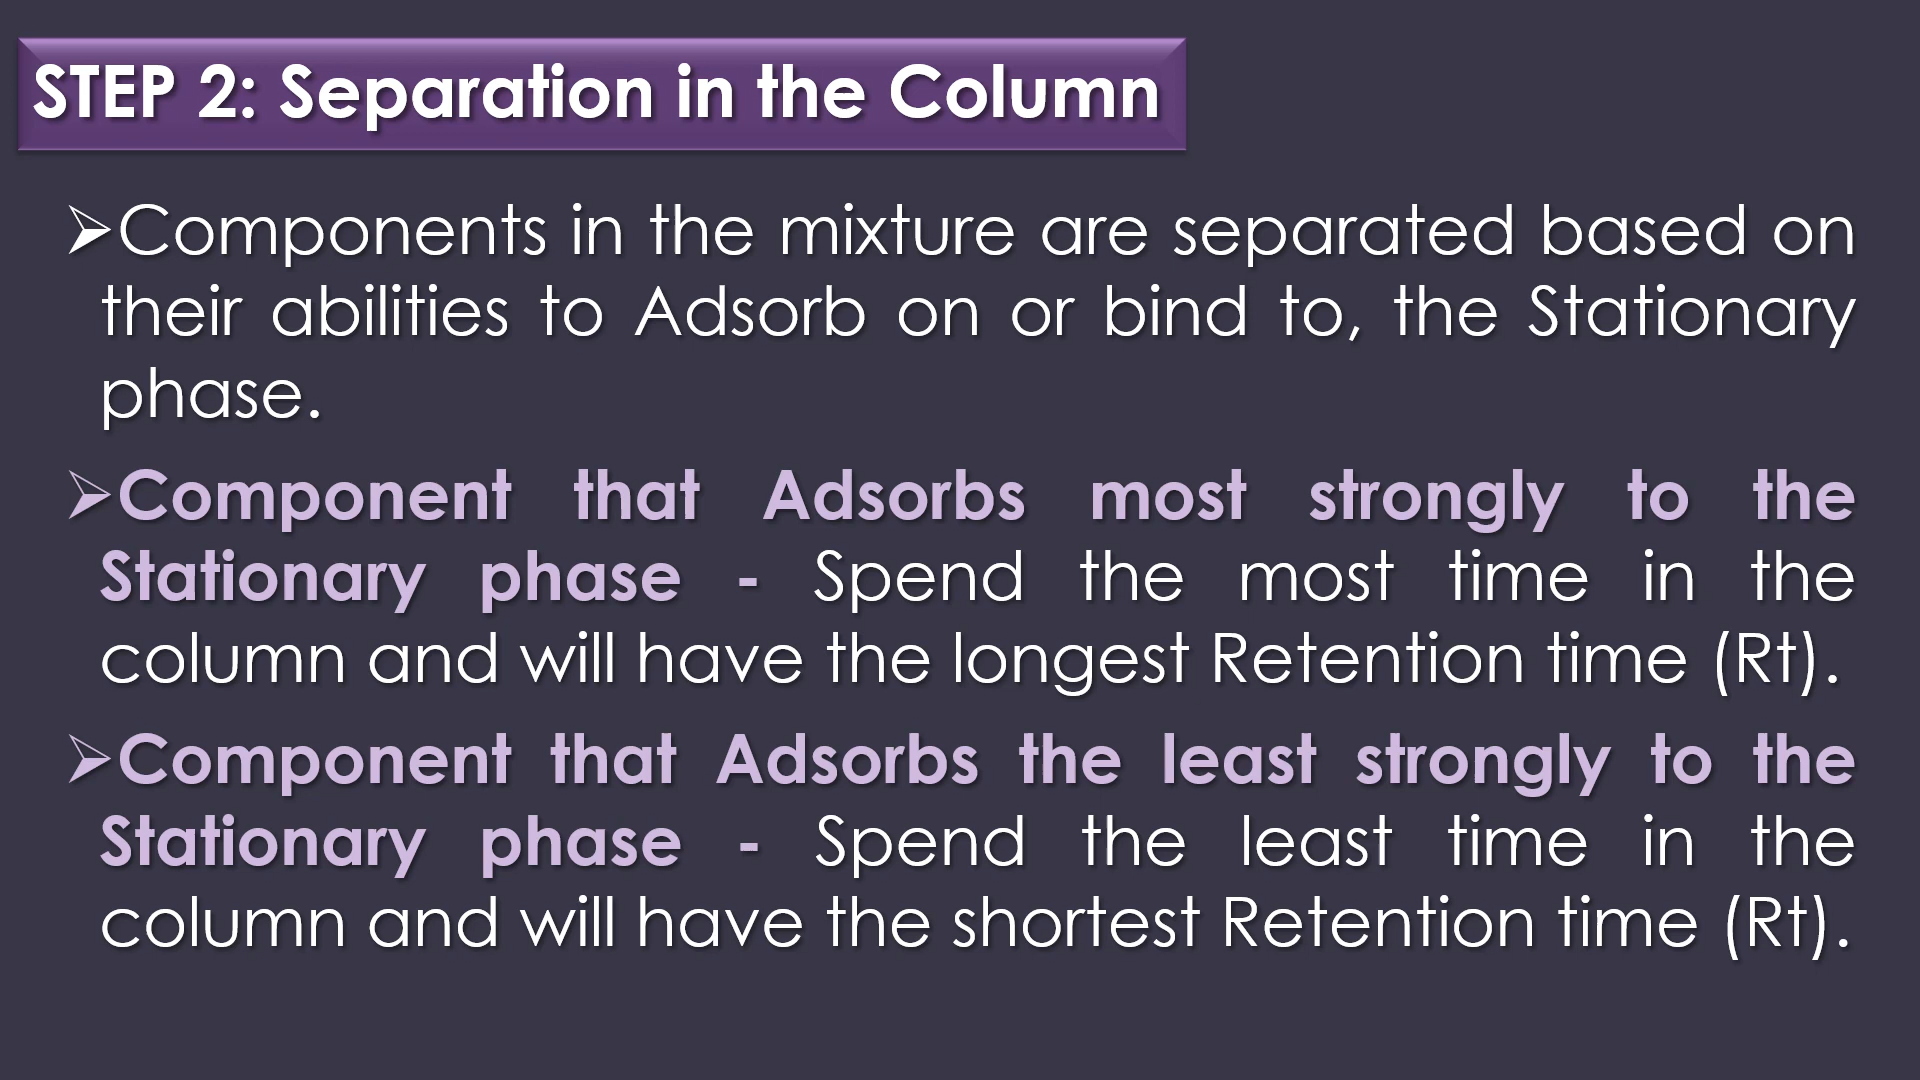 STEP 2: Separation in the Column
➢Components in the mixture are separated based on
their abilities to Adsorb on or bind to, the Stationary
phase.
➢Component that Adsorbs most strongly to the
Stationary phase - Spend the most time in the
column and will have the longest Retention time (Rt).
➢Component that Adsorbs the least strongly to the
Stationary phase - Spend the least time in the
column and will have the shortest Retention time (Rt).